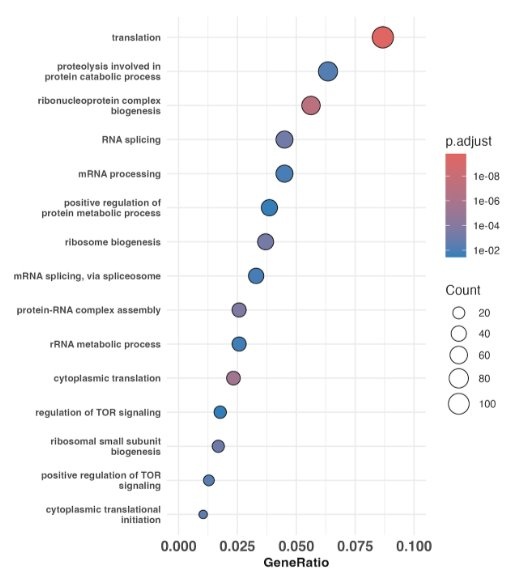 translation
proteolysis involved in
protein catabolic process
ribonucleoprotein complex
biogenesis
RNA splicing
mRNA processing
positive regulation of
protein metabolic process
ribosome biogenesis
mRNA splicing, via spliceosome
protein-RNA complex assembly
rRNA metabolic process
cytoplasmic translation
regulation of TOR signaling
ribosomal small subunit
biogenesis
positive regulation of TOR
signaling
cytoplasmic translational
initiation
0.000 0.025 0.050 0.075 0.100
GeneRatio
p.adjust
1e-08
1e-06
1e-04
1e-02
Count
20
40
60
80
100